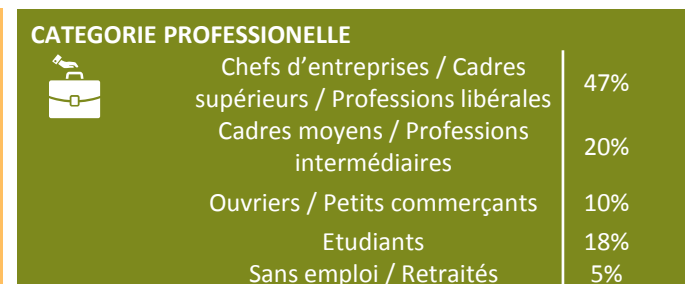 CATEGORIE PROFESSIONELLE
Chefs d’entreprises / Cadres
supérieurs / Professions libérales 47%
Cadres moyens / Professions
intermédiaires 20%
Ouvriers / Petits commerçants 10%
Etudiants 18%
Sans emploi / Retraités 5%